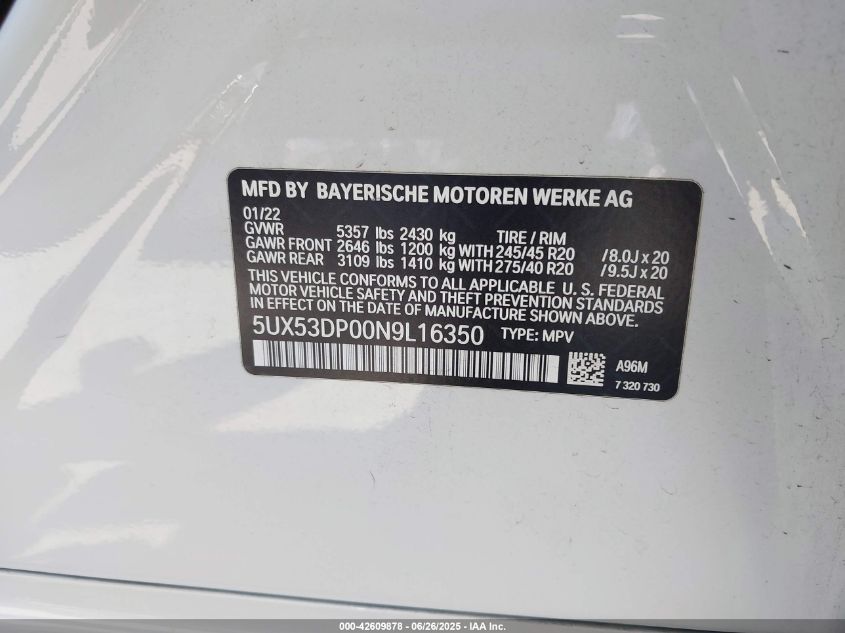 MFD BY BAYERISCHE MOTOREN WERKE AG
01/22
GVWR 5357 lbs 2430 kg TIRE / RIM
GAWR FRONT 2646 lbs 1200 kg WITH 245/45 R20 /8.0J x 20
GAWR REAR 3109 lbs 1410 kg WITH 275/40 R20 /9.5J x 20
THIS VEHICLE CONFORMS TO ALL APPLICABLE U. S. FEDERAL
MOTOR VEHICLE SAFETY AND THEFT PREVENTION STANDARDS
IN EFFECT ON THE DATE OF MANUFACTURE SHOWN ABOVE.
5UX53DP00N9L16350 TYPE: MPV
A96M
7 320 730
000-42609878 - 06/26/2025 - IAA Inc.